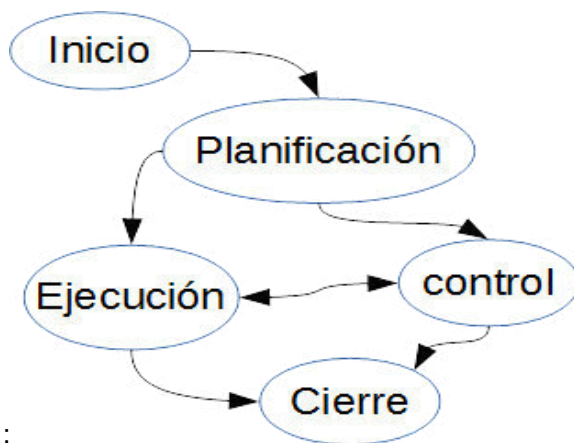 Inicio
Planificación
Ejecución
control
Cierre
: